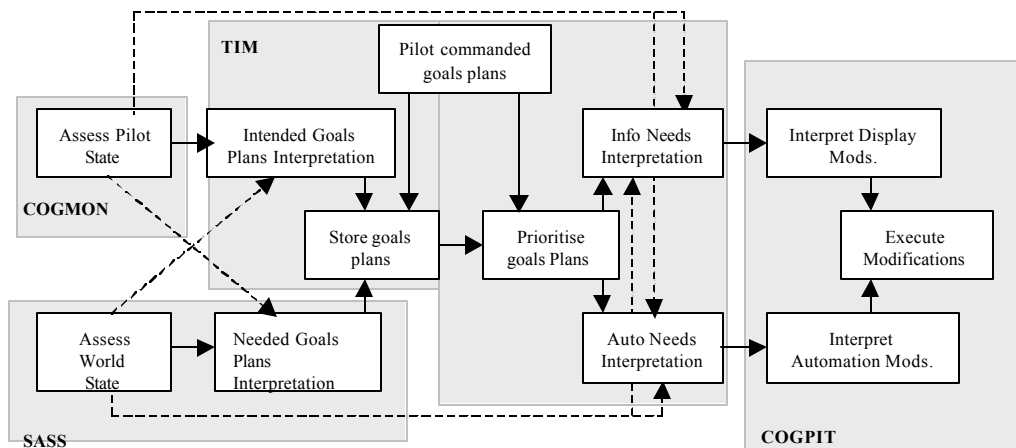 TIM
Pilot commanded
goals plans
Assess Pilot
State
COGMON
Intended Goals
Plans Interpretation
Info Needs
Interpretation
Interpret Display
Mods.
Store goals
plans
Prioritise
goals Plans
Execute
Modifications
Assess
World
State
Needed Goals
Plans
Interpretation
Auto Needs
Interpretation
Interpret
Automation Mods.
SASS
COGPIT